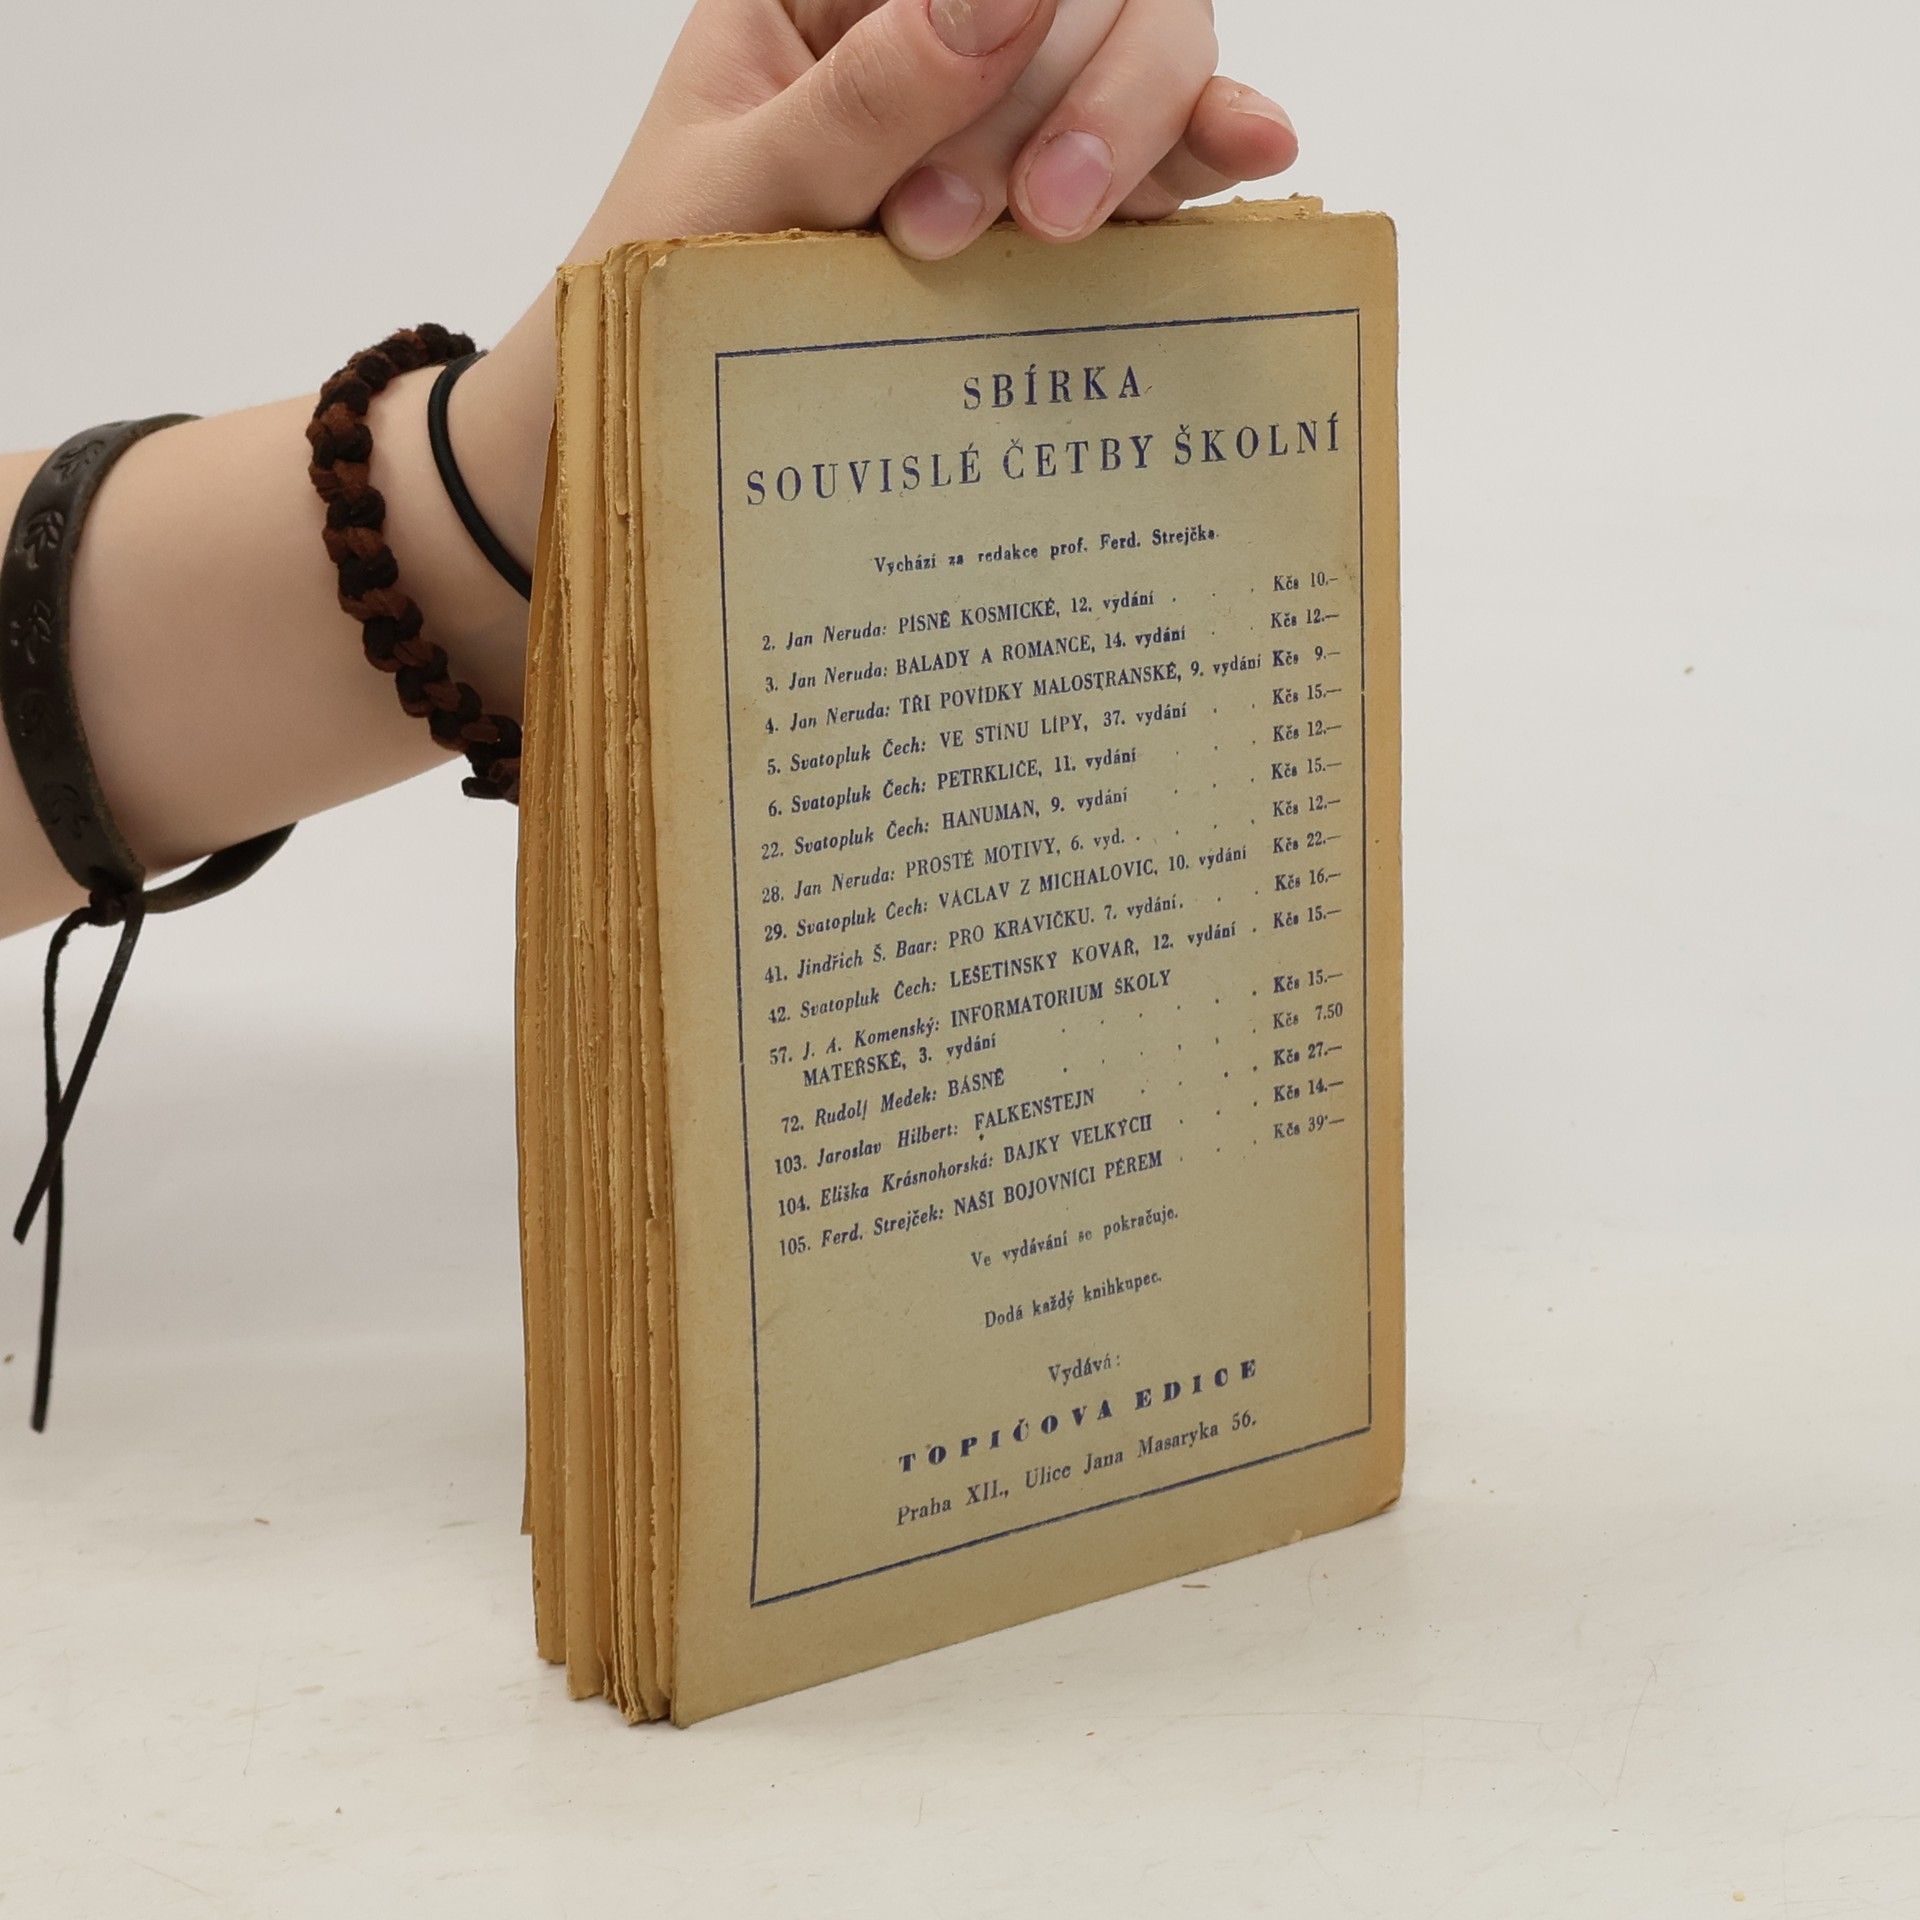 SBÍRKA
SOUVISLÉ ČETBY ŠKOLNÍ
Vychází za redakce prof. Ferd. Strejčka.
2. Jan Neruda: PÍSNĚ KOSMICKÉ, 12. vydání . . . Kčs 10.–
3. Jan Neruda: BALADY A ROMANCE, 14. vydání . . Kčs 12.—
4. Jan Neruda: TŘI POVÍDKY MALOSTRANSKÉ, 9. vydání Kčs 9.—
5. Svatopluk Čech: VE STÍNU LÍPY, 37. vydání . . Kčs 15.—
6. Svatopluk Čech: PETRKLÍČE, 11. vydání . . . Kčs 12.—
22. Svatopluk Čech: HANUMAN, 9. vydání . . . Kčs 15.—
28. Jan Neruda: PROSTÉ MOTIVY, 6. vyd. . . . . Kčs 12.—
29. Svatopluk Čech: VÁCLAV Z MICHALOVIC, 10. vydání Kčs 22.—
41. Jindřich Š. Baar: PRO KRAVIČKU. 7. vydání. . . Kčs 16.—
42. Svatopluk Čech: LEŠETÍNSKÝ KOVÁŘ, 12. vydání . Kčs 15.—
57. J. A. Komenský: INFORMATORIUM ŠKOLY
MATEŘSKÉ, 3. vydání . . . . . . Kčs 15.—
72. Rudolf Medek: BÁSNĚ . . . . . . Kčs 7.50
103. Jaroslav Hilbert: FALKENŠTEJN . . . . Kčs 27.—
104. Eliška Krásnohorská: BAJKY VELKÝCH . . . Kčs 14.—
105. Ferd. Strejček: NAŠI BOJOVNÍCI PÉREM . . . Kčs 39·—
Ve vydávání se pokračuje.
Dodá každý knihkupec.
Vydává:
TOPIČOVA EDICE
Praha XII., Ulice Jana Masaryka 56.